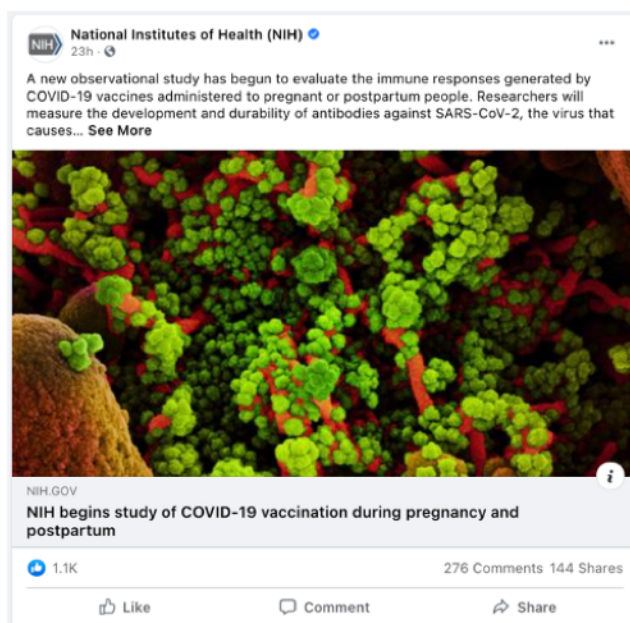 NIH
National Institutes of Health (NIH)
23h ·
A new observational study has begun to evaluate the immune responses generated by
COVID-19 vaccines administered to pregnant or postpartum people. Researchers will
measure the development and durability of antibodies against SARS-CoV-2, the virus that
causes... See More
i
NIH.GOV
NIH begins study of COVID-19 vaccination during pregnancy and
postpartum
1.1K 276 Comments 144 Shares
Like Comment Share